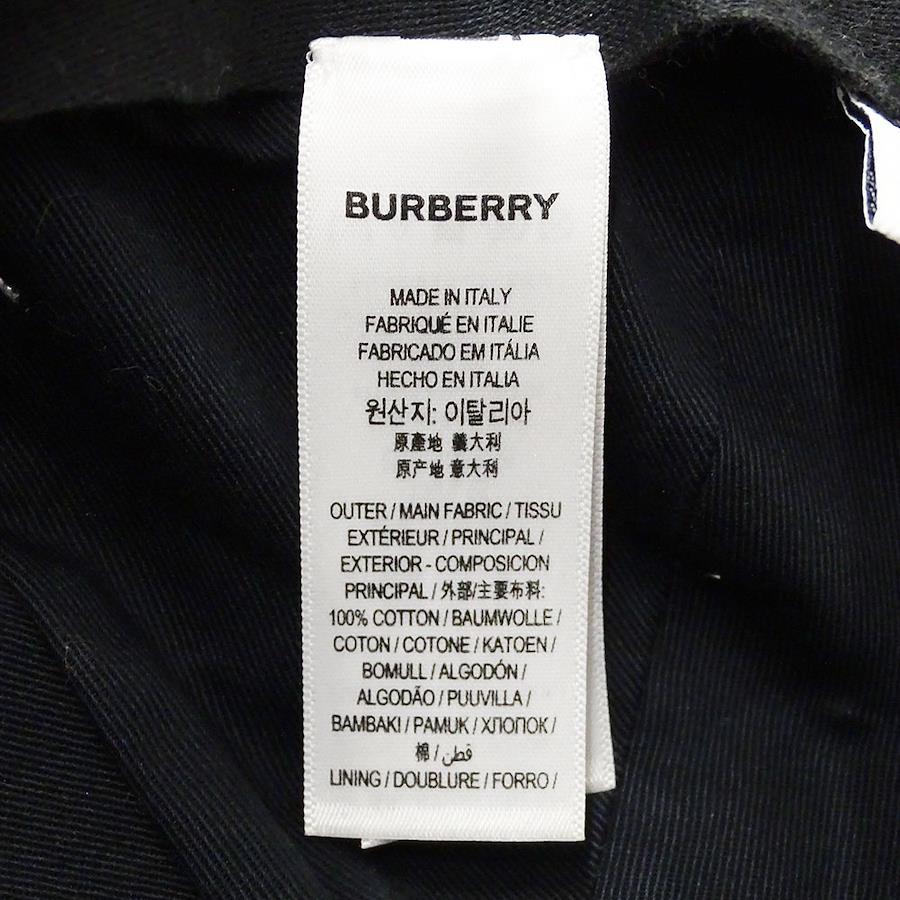 BURBERRY
MADE IN ITALY
FABRIQUÉ EN ITALIE
FABRICADO EM ITÁLIA
HECHO EN ITALIA
원산지: 이탈리아
原產地 義大利
原产地 意大利
OUTER / MAIN FABRIC / TISSU
EXTÉRIEUR / PRINCIPAL /
EXTERIOR - COMPOSICION
PRINCIPAL / 外部/主要布料:
100% COTTON / BAUMWOLLE /
COTON / COTONE / KATOEN /
BOMULL / ALGODÓN /
ALGODÃO / PUUVILLA /
BAMBAKI / PAMUK / ХЛОПОК /
棉 / قطن /
LINING / DOUBLURE / FORRO /